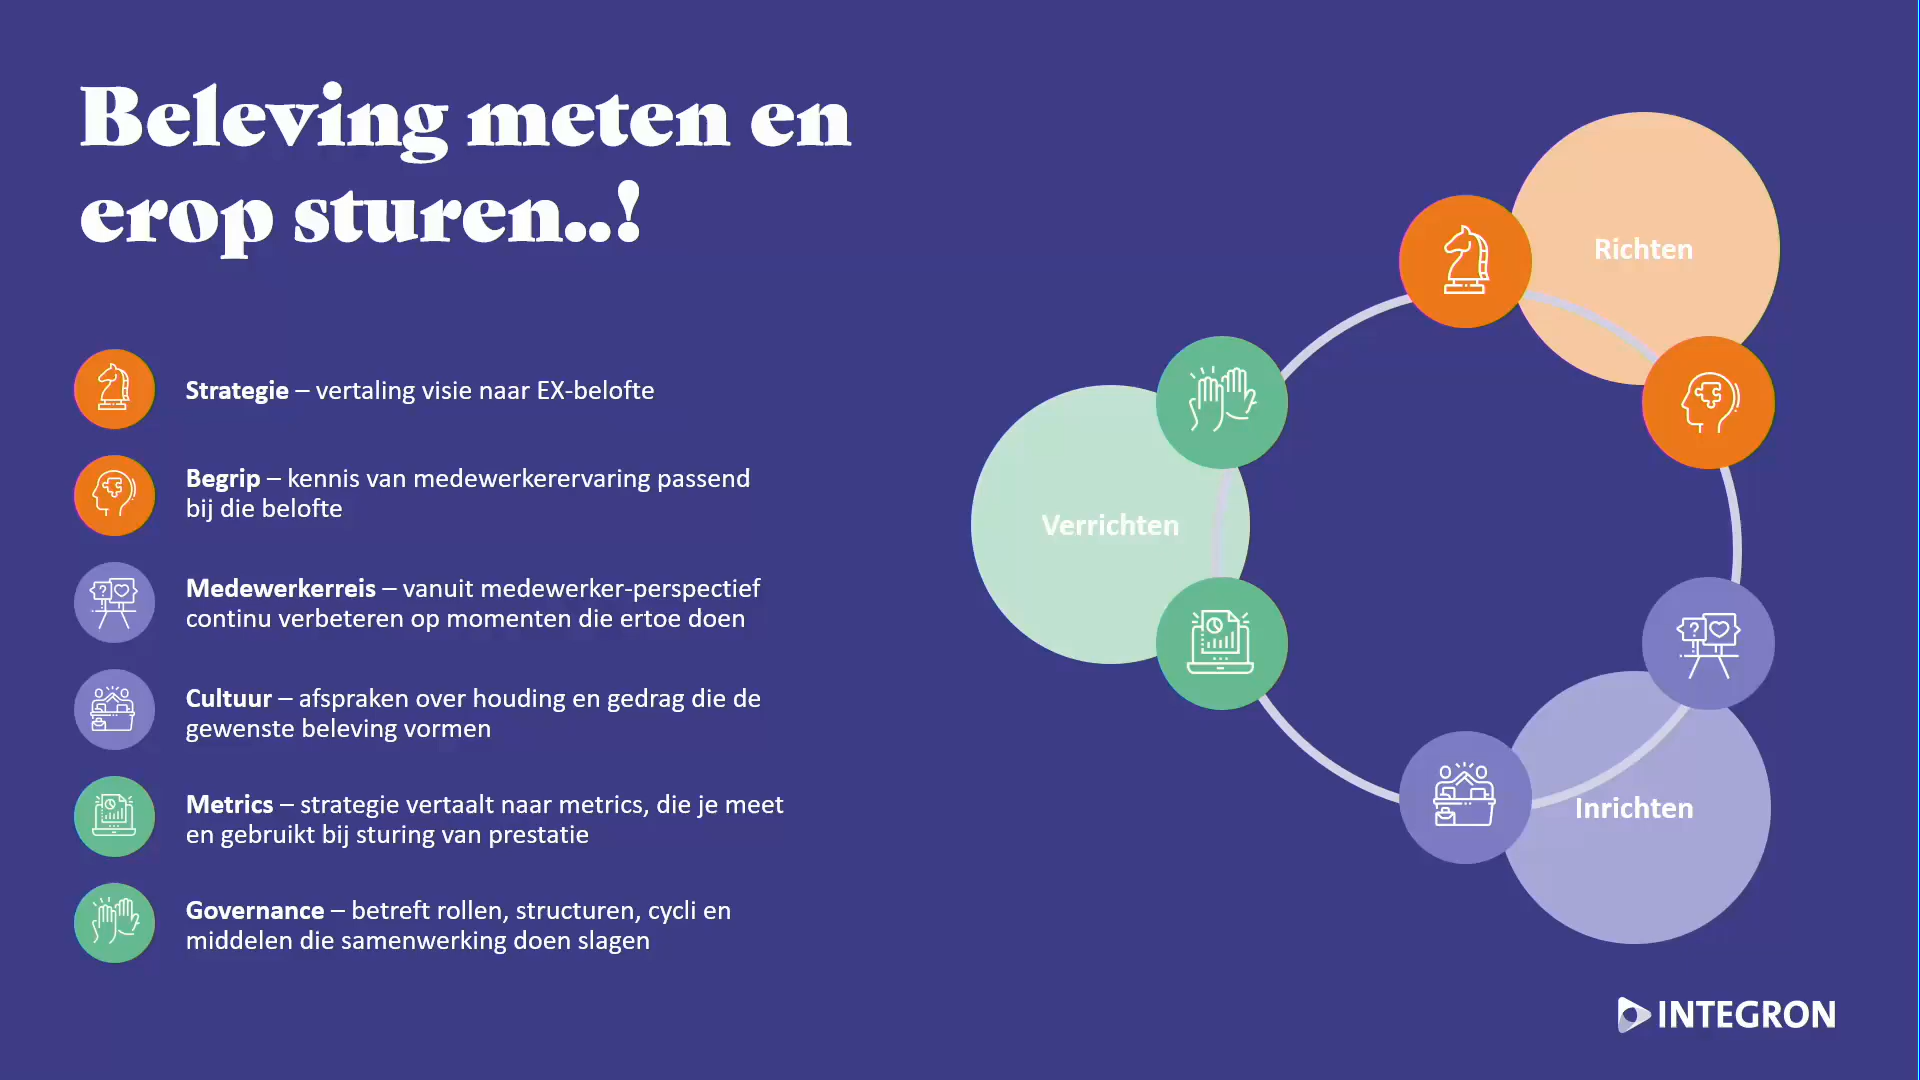 Beleving meten en
erop sturen..!
Strategie – vertaling visie naar EX-belofte
Begrip – kennis van medewerkerervaring passend
bij die belofte
Medewerkerreis – vanuit medewerker-perspectief
continu verbeteren op momenten die ertoe doen
Cultuur – afspraken over houding en gedrag die de
gewenste beleving vormen
Metrics – strategie vertaalt naar metrics, die je meet
en gebruikt bij sturing van prestatie
Governance – betreft rollen, structuren, cycli en
middelen die samenwerking doen slagen
Richten
Verrichten
Inrichten
INTEGRON